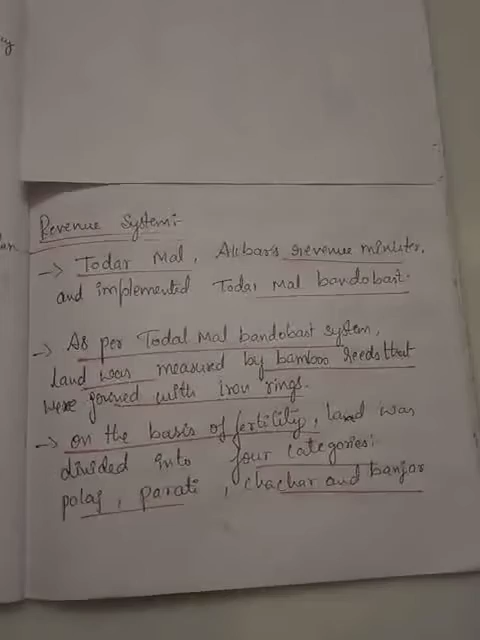 y
an
Revenue System:-
-> Todar Mal, Akbar's revenue minister,
and implemented Todar Mal bandobast.
-> As per Todal Mal bandobast system,
Land was measured by bamboo reeds that
were joined with iron rings.
-> on the basis of fertility, land was
divided into four categories:
polaj, parati, chachar and banjar